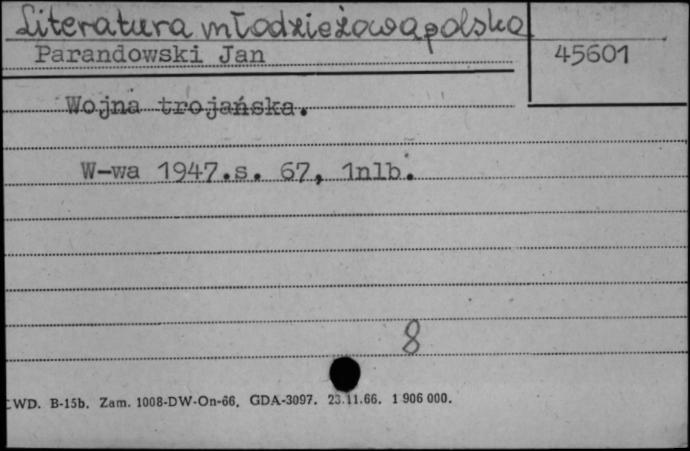 Literatura młodzieżowa polska
Parandowski Jan
45601
Wojna trojańska.
W-wa 1947.s. 67, 1nlb.
8
CWD. B-15b. Zam. 1008-DW-On-66. GDA-3097. 23.11.66. 1 906 000.